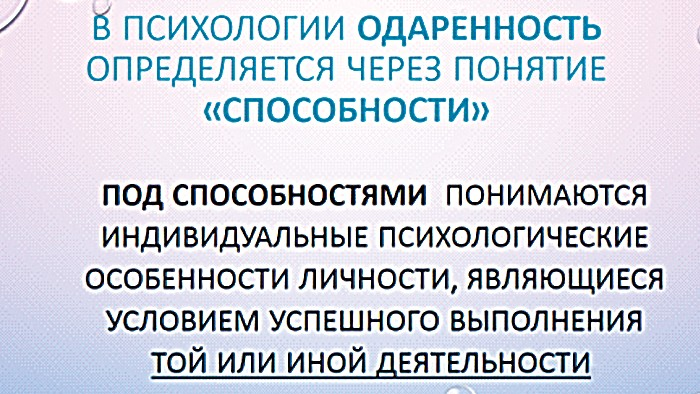 В ПСИХОЛОГИИ ОДАРЕННОСТЬ
ОПРЕДЕЛЯЕТСЯ ЧЕРЕЗ ПОНЯТИЕ
«СПОСОБНОСТИ»
ПОД СПОСОБНОСТЯМИ ПОНИМАЮТСЯ
ИНДИВИДУАЛЬНЫЕ ПСИХОЛОГИЧЕСКИЕ
ОСОБЕННОСТИ ЛИЧНОСТИ, ЯВЛЯЮЩИЕСЯ
УСЛОВИЕМ УСПЕШНОГО ВЫПОЛНЕНИЯ
ТОЙ ИЛИ ИНОЙ ДЕЯТЕЛЬНОСТИ